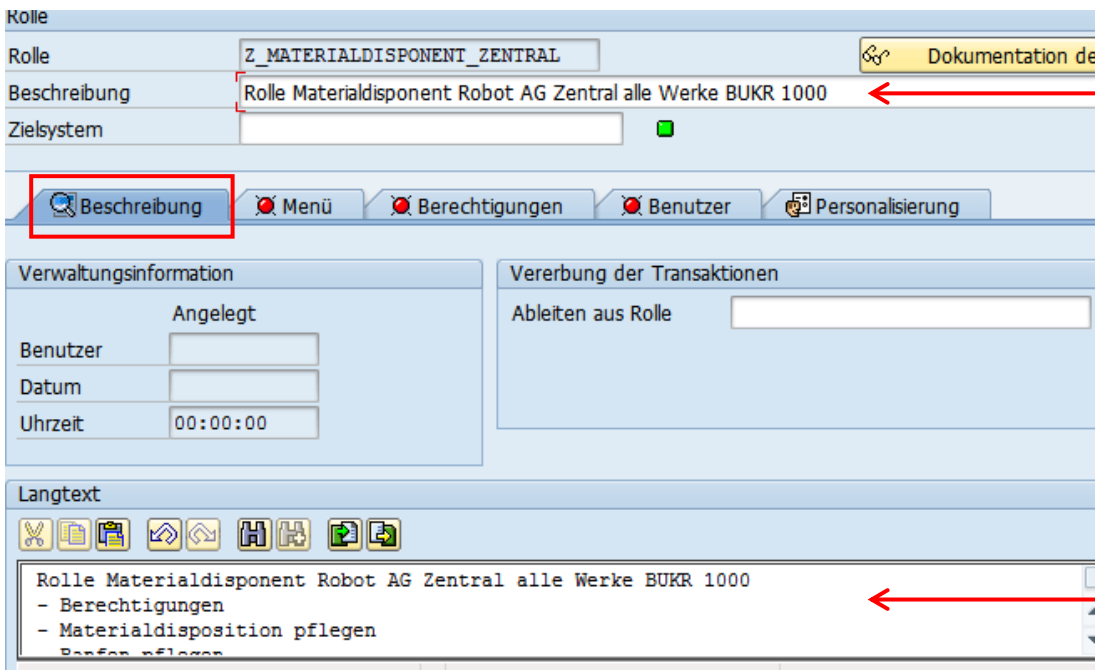 Rolle
Rolle Z_MATERIALDISPONENT_ZENTRAL Dokumentation de
Beschreibung Rolle Materialdisponent Robot AG Zentral alle Werke BUKR 1000
Zielsystem
Beschreibung Menü Berechtigungen Benutzer Personalisierung
Verwaltungsinformation
Angelegt
Benutzer
Datum
Uhrzeit 00:00:00
Vererbung der Transaktionen
Ableiten aus Rolle
Langtext
Rolle Materialdisponent Robot AG Zentral alle Werke BUKR 1000
- Berechtigungen
- Materialdisposition pflegen